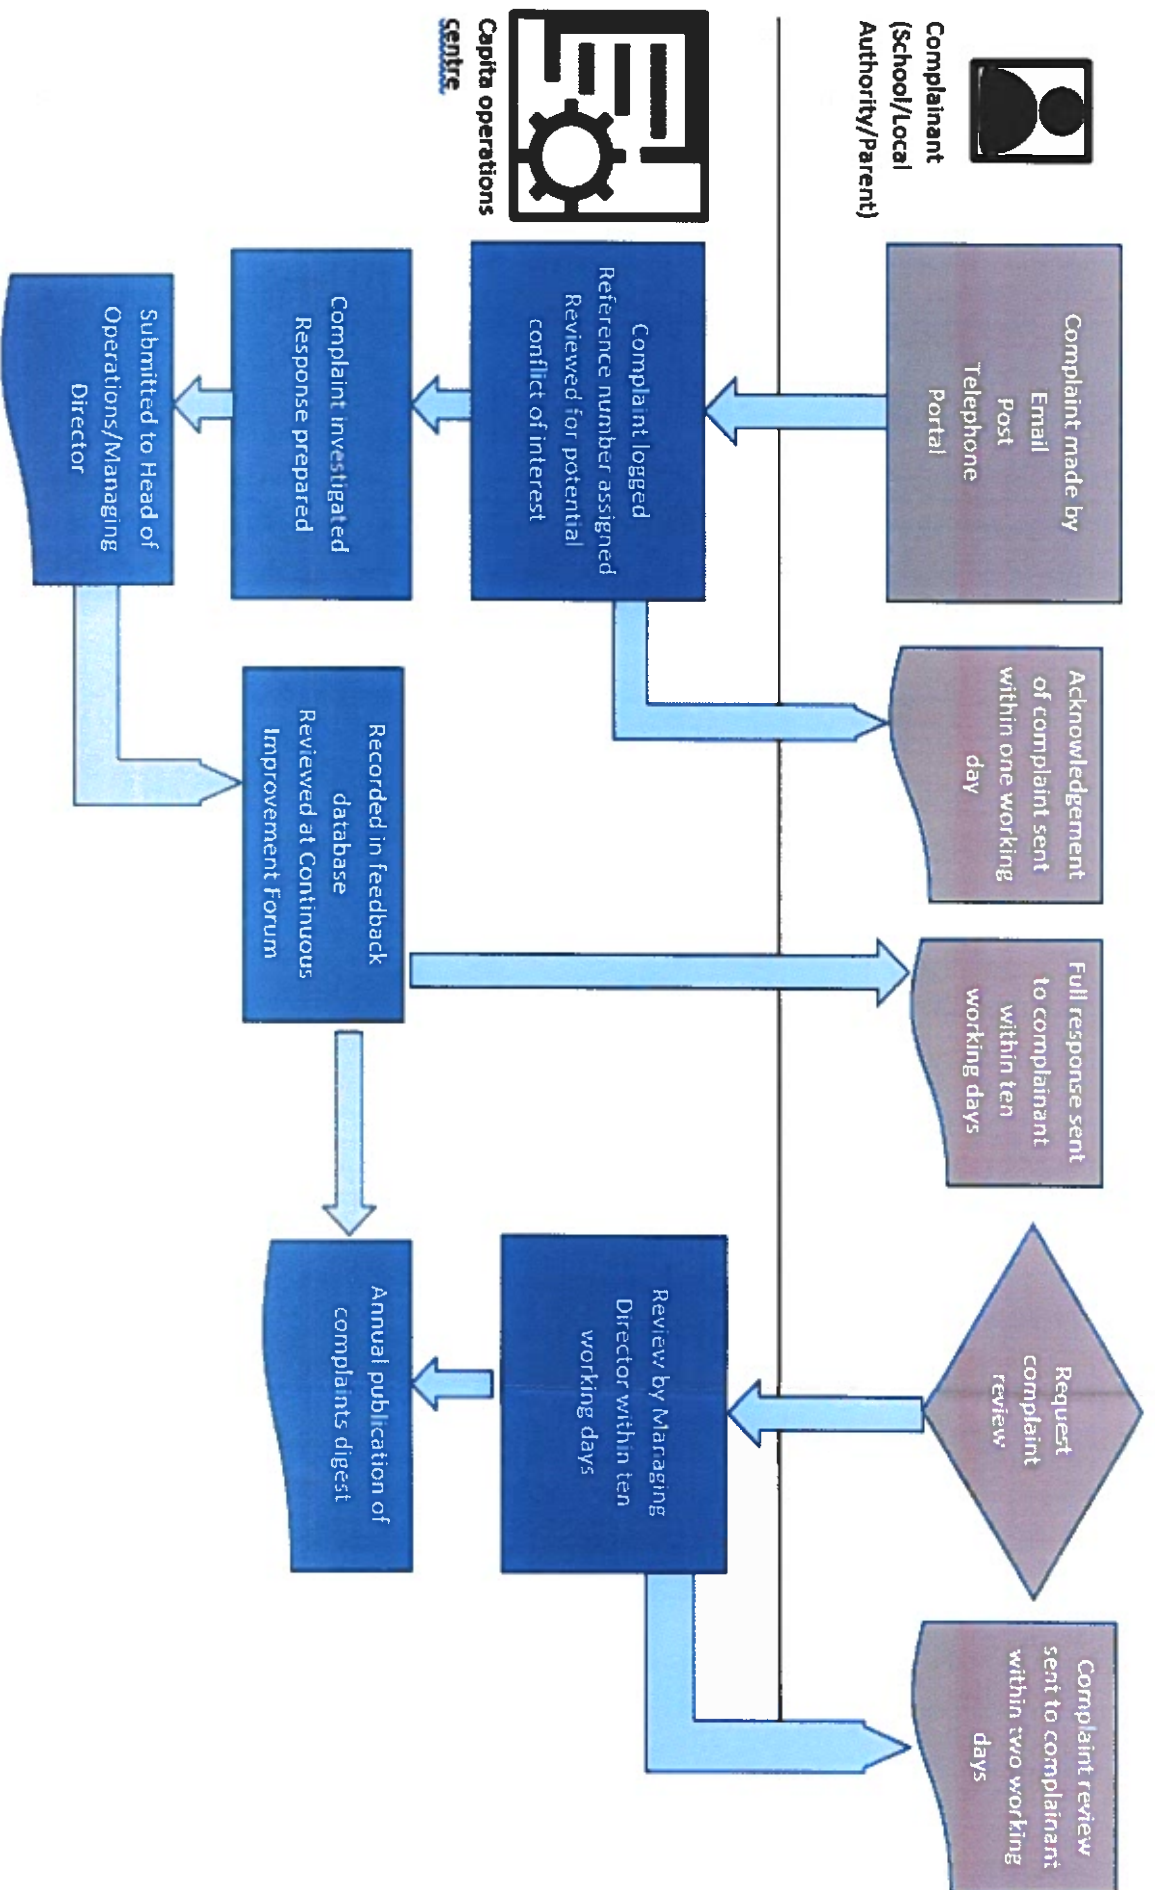 Complainant
(School/Local
Authority/Parent)
Complaint made by
Email
Post
Telephone
Portal
Acknowledgement
of complaint sent
within one working
day
Full response sent
to complainant
within ten
working days
Request
complaint
review
Complaint review
sent to complainant
within two working
days
Capita operations
centre
Complaint logged
Reference number assigned
Reviewed for potential
conflict of interest
Review by Managing
Director within ten
working days
Complaint investigated
Response prepared
Recorded in feedback
database
Reviewed at Continuous
Improvement Forum
Annual publication of
complaints digest
Submitted to Head of
Operations/Managing
Director